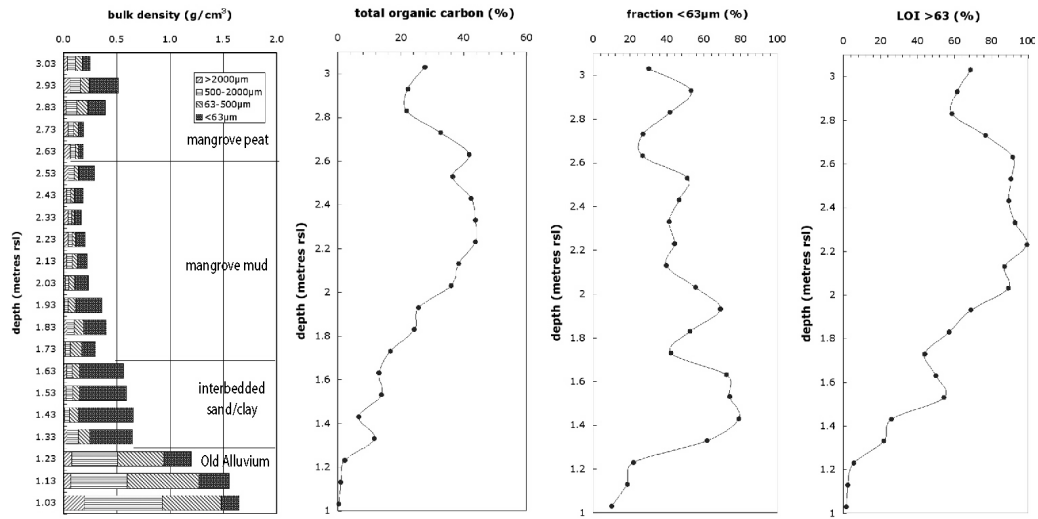 bulk density (g/cm³)
0.0 0.5 1.0 1.5 2.0
depth (metres rsl)
3.03
2.93
2.83
2.73
2.63
2.53
2.43
2.33
2.23
2.13
2.03
1.93
1.83
1.73
1.63
1.53
1.43
1.33
1.23
1.13
1.03
>2000µm
500-2000µm
63-500µm
<63µm
mangrove peat
mangrove mud
interbedded
sand/clay
Old Alluvium
total organic carbon (%)
0 20 40 60
depth (metres rsl)
3
2.8
2.6
2.4
2.2
2
1.8
1.6
1.4
1.2
1
fraction <63µm (%)
0 20 40 60 80 100
depth (metres rsl)
3
2.8
2.6
2.4
2.2
2
1.8
1.6
1.4
1.2
1
LOI >63 (%)
0 20 40 60 80 100
depth (metres rsl)
3
2.8
2.6
2.4
2.2
2
1.8
1.6
1.4
1.2
1